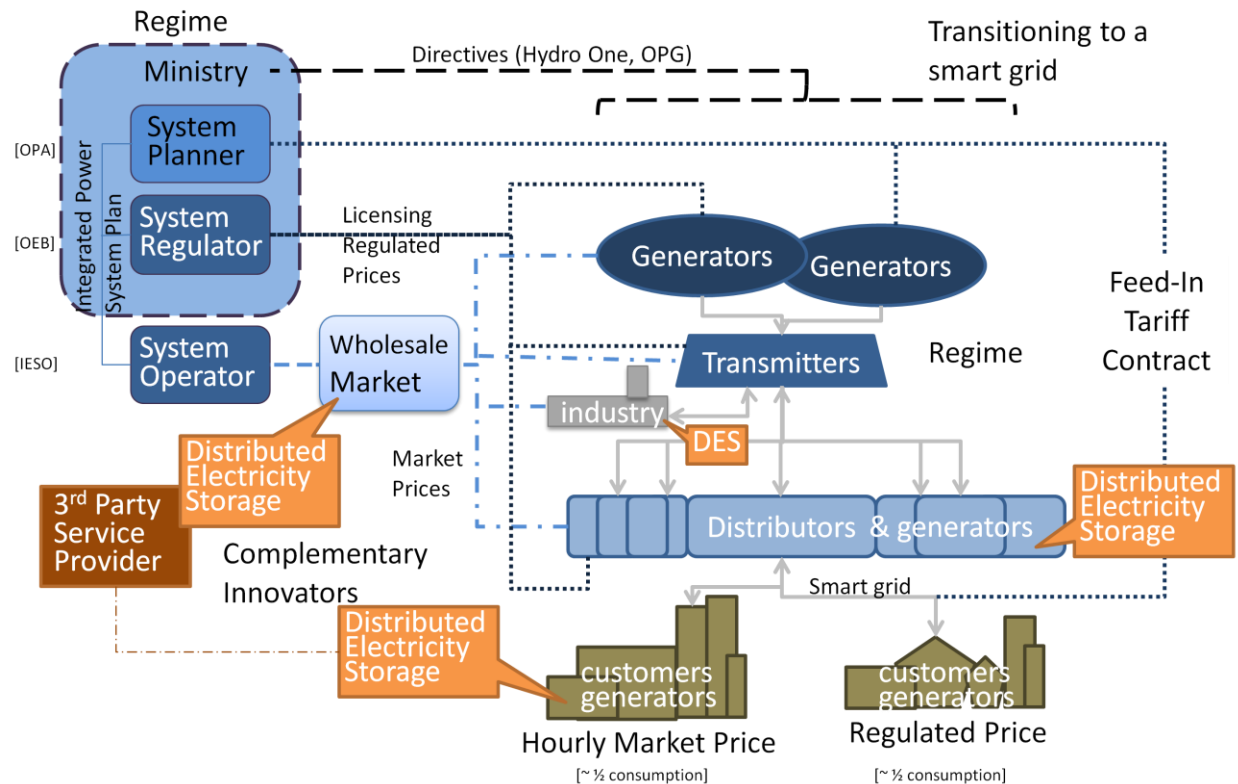 Regime
Ministry
Directives (Hydro One, OPG)
Transitioning to a
smart grid
[OPA]
System
Planner
Integrated Power
System Plan
[OEB]
System
Regulator
Licensing
Regulated
Prices
Generators
Generators
Feed-In
Tariff
Contract
[IESO]
System
Operator
Wholesale
Market
Transmitters
Regime
industry
DES
Distributed
Electricity
Storage
Market
Prices
3rd Party
Service
Provider
Distributors & generators
Distributed
Electricity
Storage
Complementary
Innovators
Smart grid
Distributed
Electricity
Storage
customers
generators
customers
generators
Hourly Market Price
[~ ½ consumption]
Regulated Price
[~ ½ consumption]